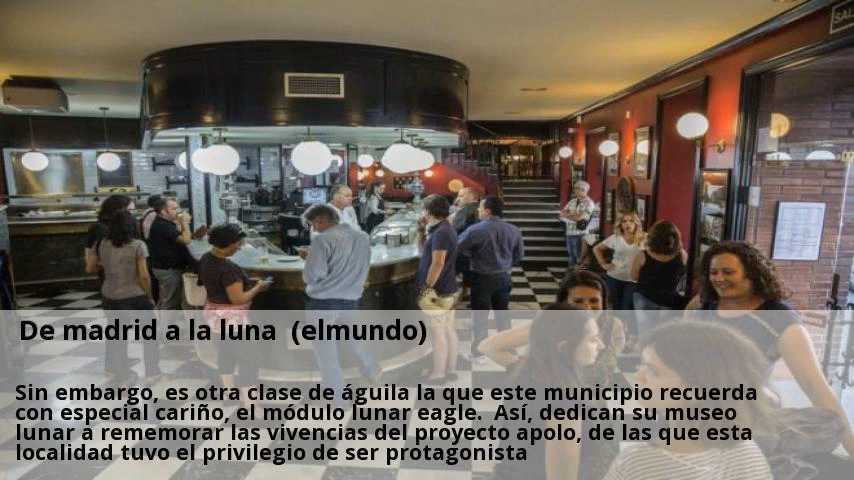 SAL
De madrid a la luna  (elmundo)
Sin embargo, es otra clase de águila la que este municipio recuerda
con especial cariño, el módulo lunar eagle.  Así, dedican su museo
lunar a rememorar las vivencias del proyecto apolo, de las que esta
localidad tuvo el privilegio de ser protagonista